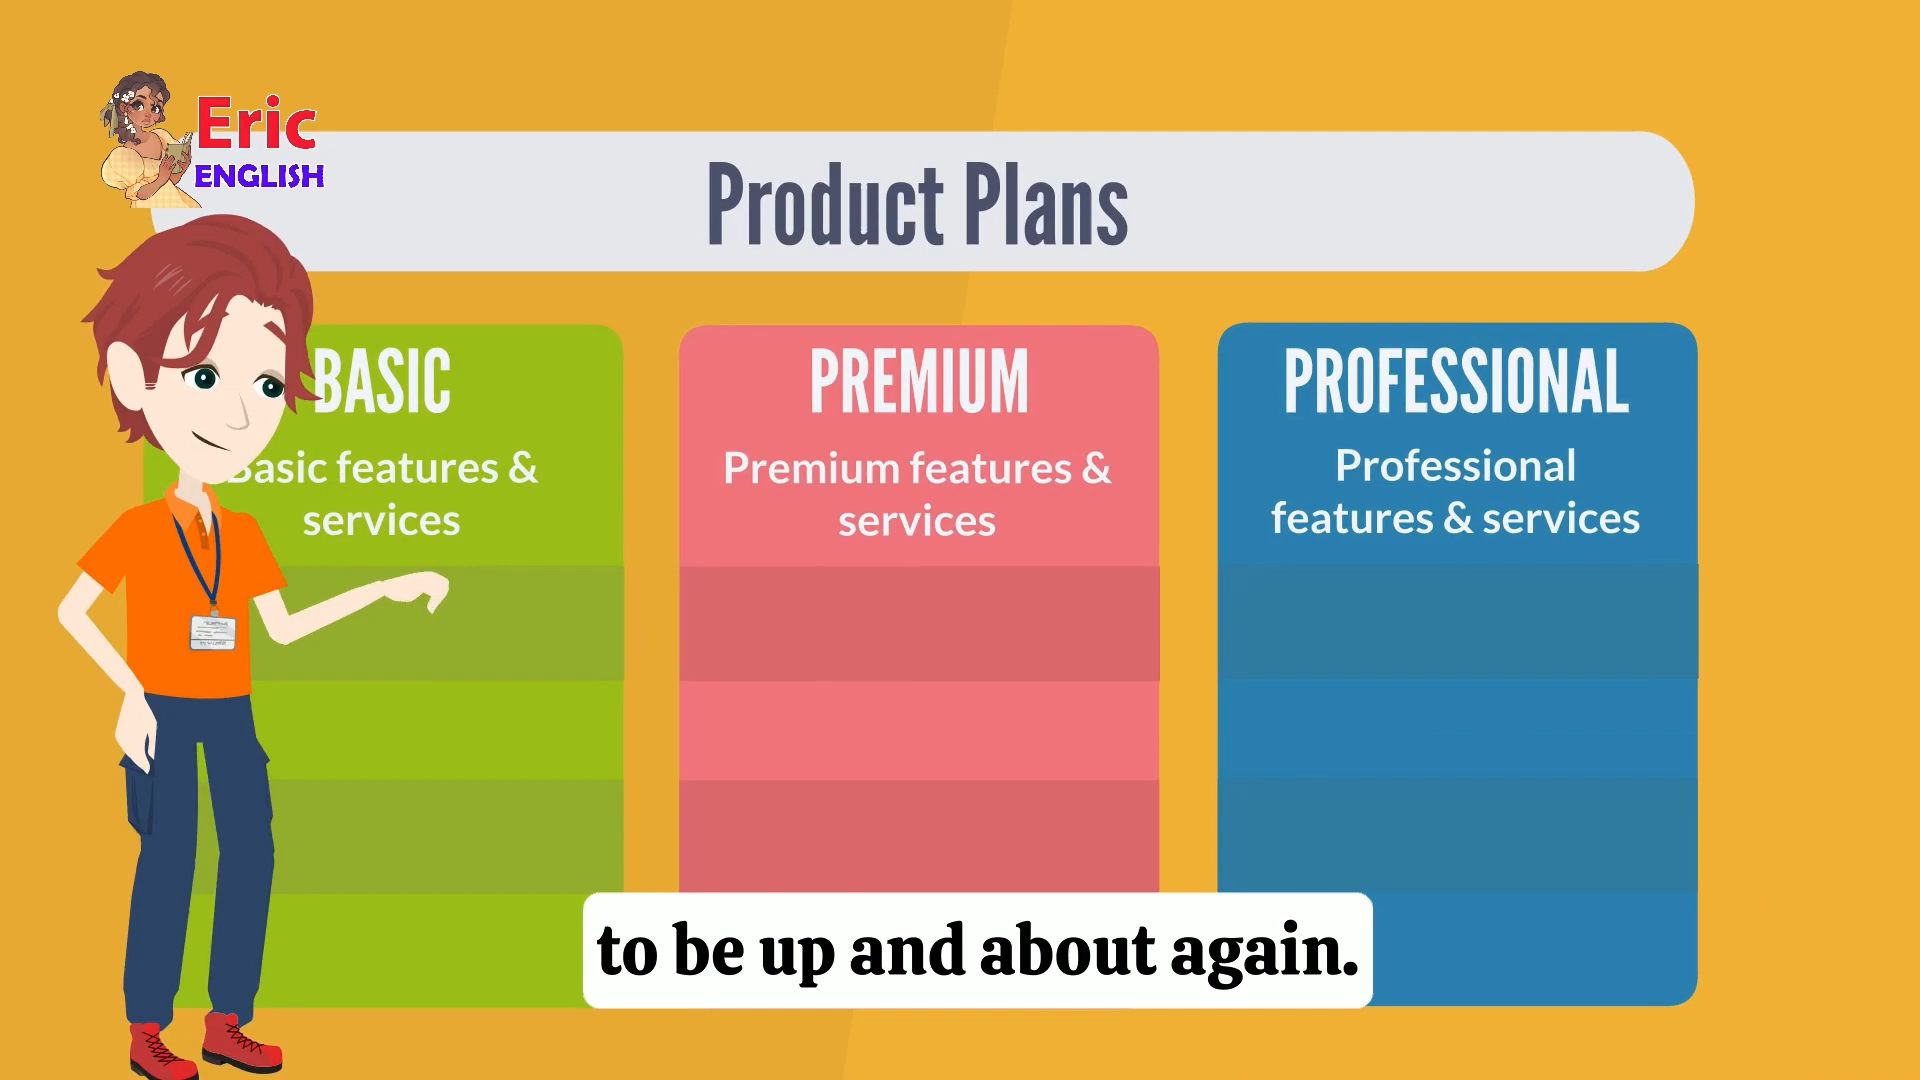 Eric
ENGLISH
Product Plans
BASIC
Basic features &
services
PREMIUM
Premium features &
services
PROFESSIONAL
Professional
features & services
to be up and about again.